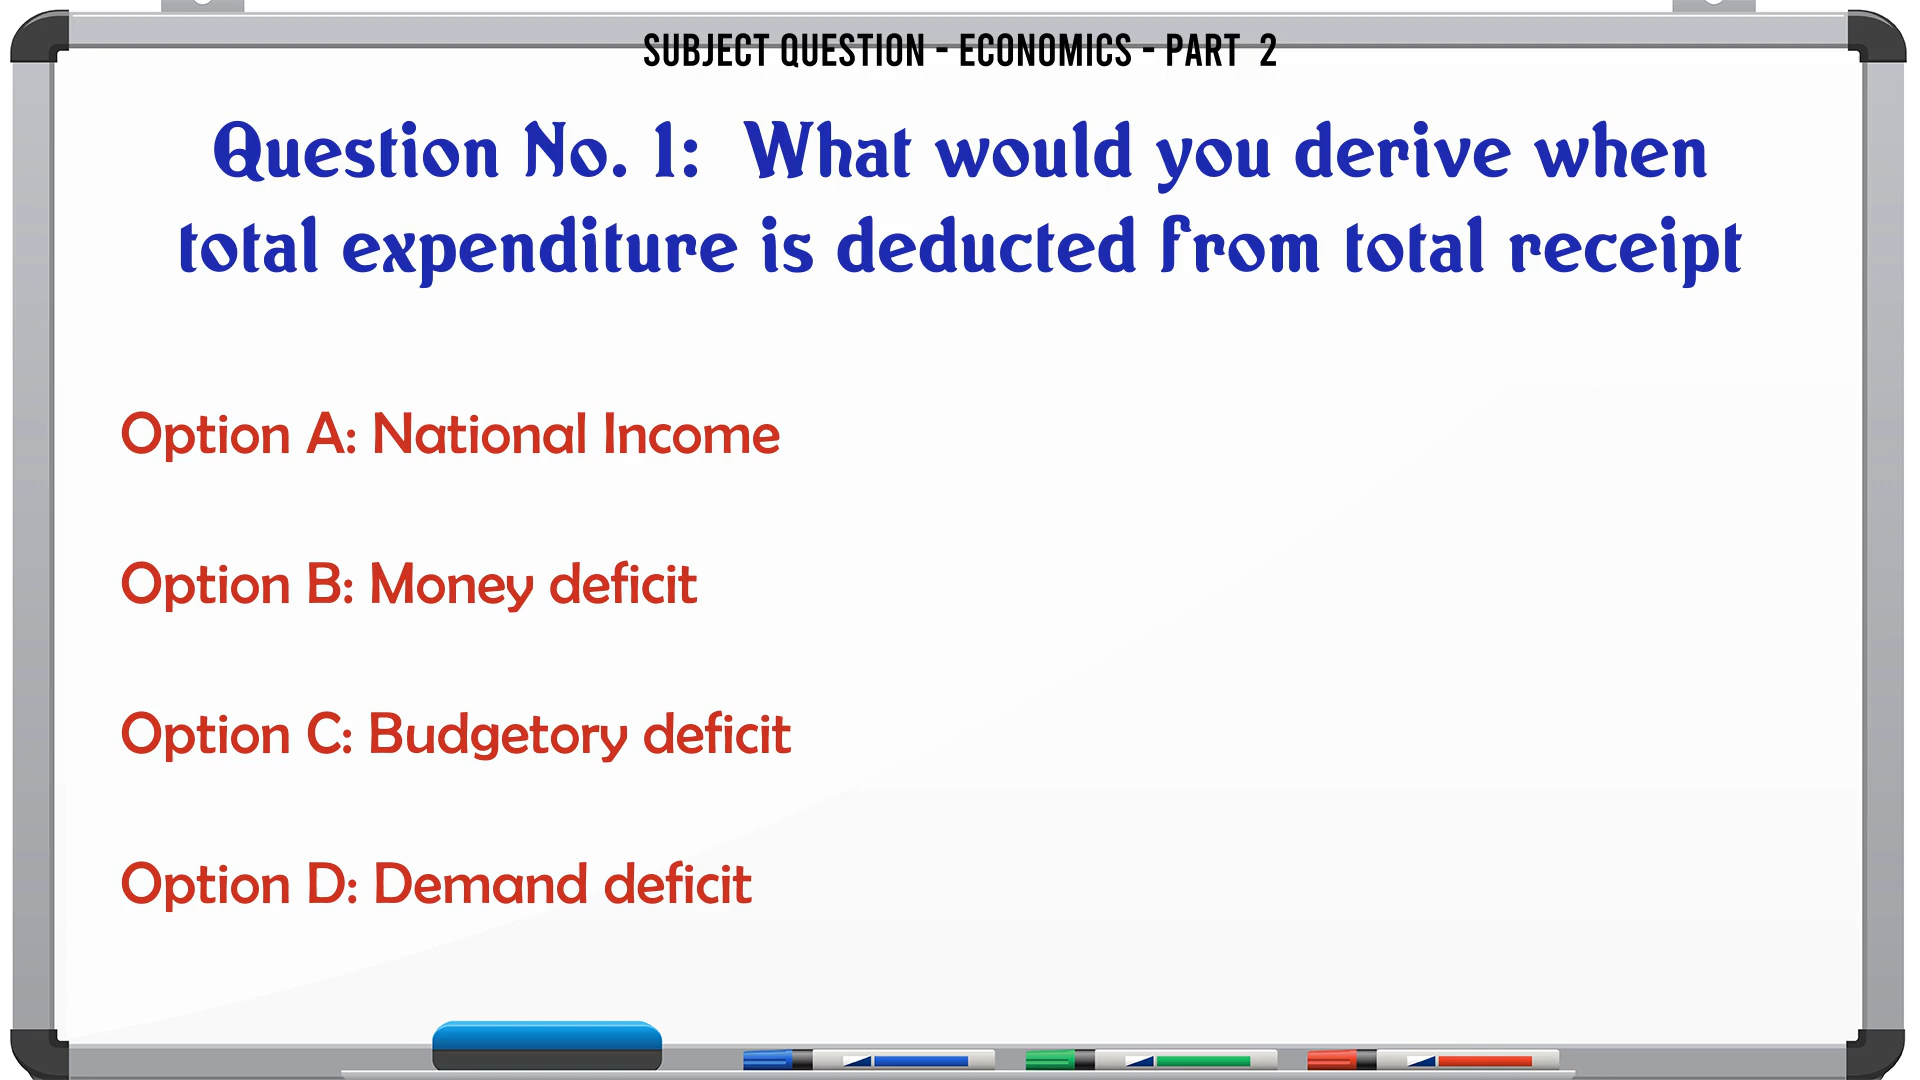 SUBJECT QUESTION - ECONOMICS - PART 2
Question No. 1: What would you derive when
total expenditure is deducted from total receipt
Option A: National Income
Option B: Money deficit
Option C: Budgetory deficit
Option D: Demand deficit